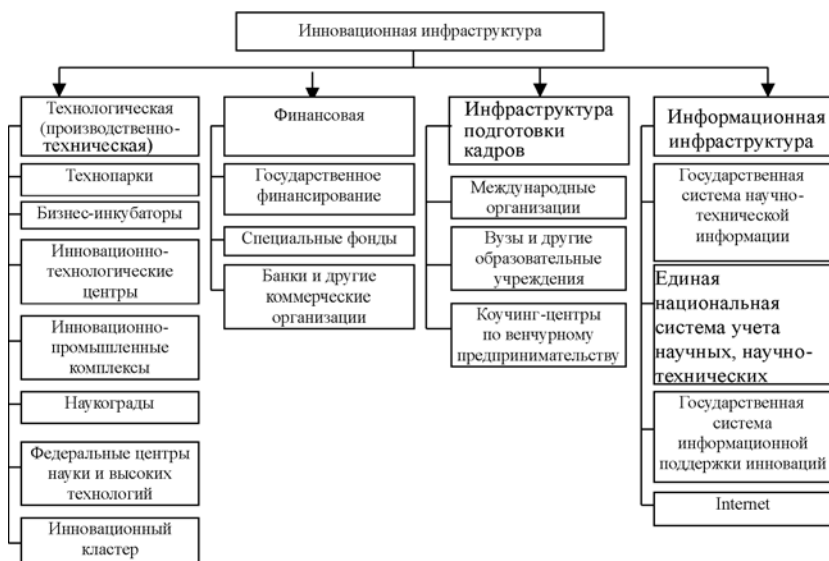 Инновационная инфраструктура
Технологическая
(производственно-
техническая)
Технопарки
Бизнес-инкубаторы
Инновационно-
технологические
центры
Инновационно-
промышленные
комплексы
Наукограды
Федеральные центры
науки и высоких
технологий
Инновационный
кластер
Финансовая
Государственное
финансирование
Специальные фонды
Банки и другие
коммерческие
организации
Инфраструктура
подготовки
кадров
Международные
организации
Вузы и другие
образовательные
учреждения
Коучинг-центры
по венчурному
предпринимательству
Информационная
инфраструктура
Государственная
система научно-
технической
информации
Единая
национальная
система учета
научных, научно-
технических
Государственная
система
информационной
поддержки инноваций
Internet